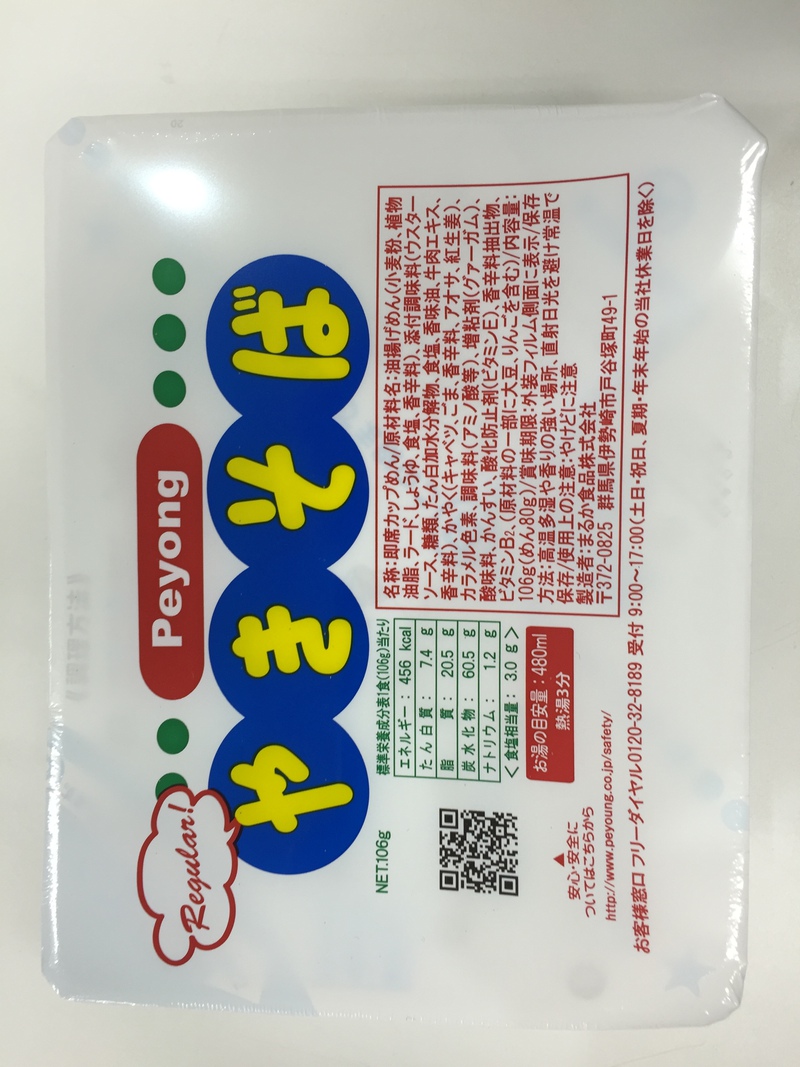 Regular!
Peyong
やきそば
NET.106g
標準栄養成分表1食(106g)当たり
エネルギー: 456 kcal
たん白質: 7.4 g
脂質: 20.5 g
炭水化物: 60.5 g
ナトリウム: 1.2 g
<食塩相当量: 3.0 g>
お湯の目安量:480ml
熱湯3分
名称:即席カップめん/原材料名:油揚げめん(小麦粉、植物
油脂、ラード、しょうゆ、食塩、香辛料)、添付調味料(ウスター
ソース、糖類、たん白加水分解物、食塩、香味油、牛肉エキス、
香辛料)、かやく(キャベツ、ごま、香辛料、アオサ、紅生姜)、
カラメル色素、調味料(アミノ酸等)、増粘剤(グァーガム)、
酸味料、かんすい、酸化防止剤(ビタミンE)、香辛料抽出物、
ビタミンB₂、(原材料の一部に大豆、りんごを含む)/内容量:
106g(めん80g)/賞味期限:外装フィルム側面に表示/保存
方法:高温多湿や香りの強い場所、直射日光を避け常温で
保存/使用上の注意:やけどに注意
製造者:まるか食品株式会社
〒372-0825 群馬県伊勢崎市戸谷塚町49-1
▲
安心・安全に
ついてはこちらから
http://www.peyoung.co.jp/safety/
お客様窓口 フリーダイヤル0120-32-8189 受付 9:00〜17:00(土日・祝日、夏期・年末年始の当社休業日を除く)